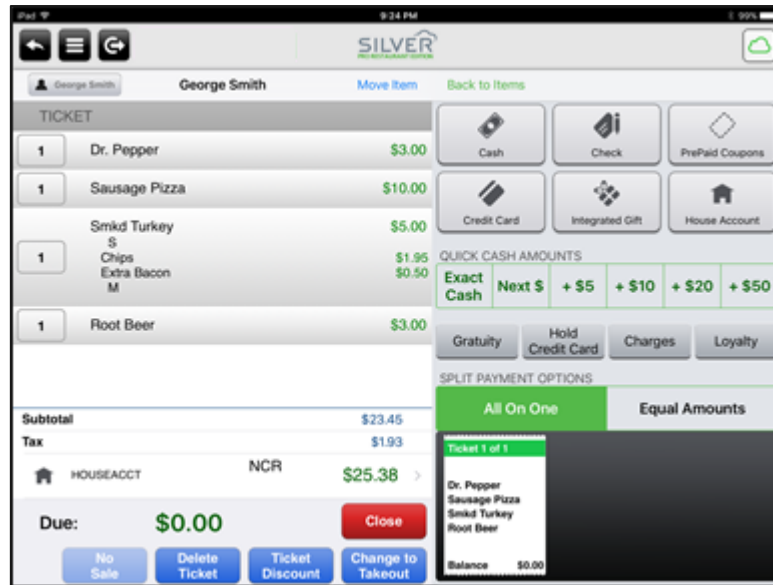 iPad 9:24 PM 99%
SILVER
PRO RESTAURANT EDITION
George Smith George Smith Move Item Back to Items
TICKET
1 Dr. Pepper $3.00
1 Sausage Pizza $10.00
1 Smkd Turkey $5.00
S
Chips $1.95
Extra Bacon $0.50
M
1 Root Beer $3.00
Subtotal $23.45
Tax $1.93
HOUSEACCT NCR $25.38
Due: $0.00 Close
No Sale
Delete Ticket
Ticket Discount
Change to Takeout
Cash Check PrePaid Coupons
Credit Card Integrated Gift House Account
QUICK CASH AMOUNTS
Exact Cash Next $ + $5 + $10 + $20 + $50
Gratuity Hold Credit Card Charges Loyalty
SPLIT PAYMENT OPTIONS
All On One Equal Amounts
Ticket 1 of 1
Dr. Pepper
Sausage Pizza
Smkd Turkey
Root Beer
Balance $0.00